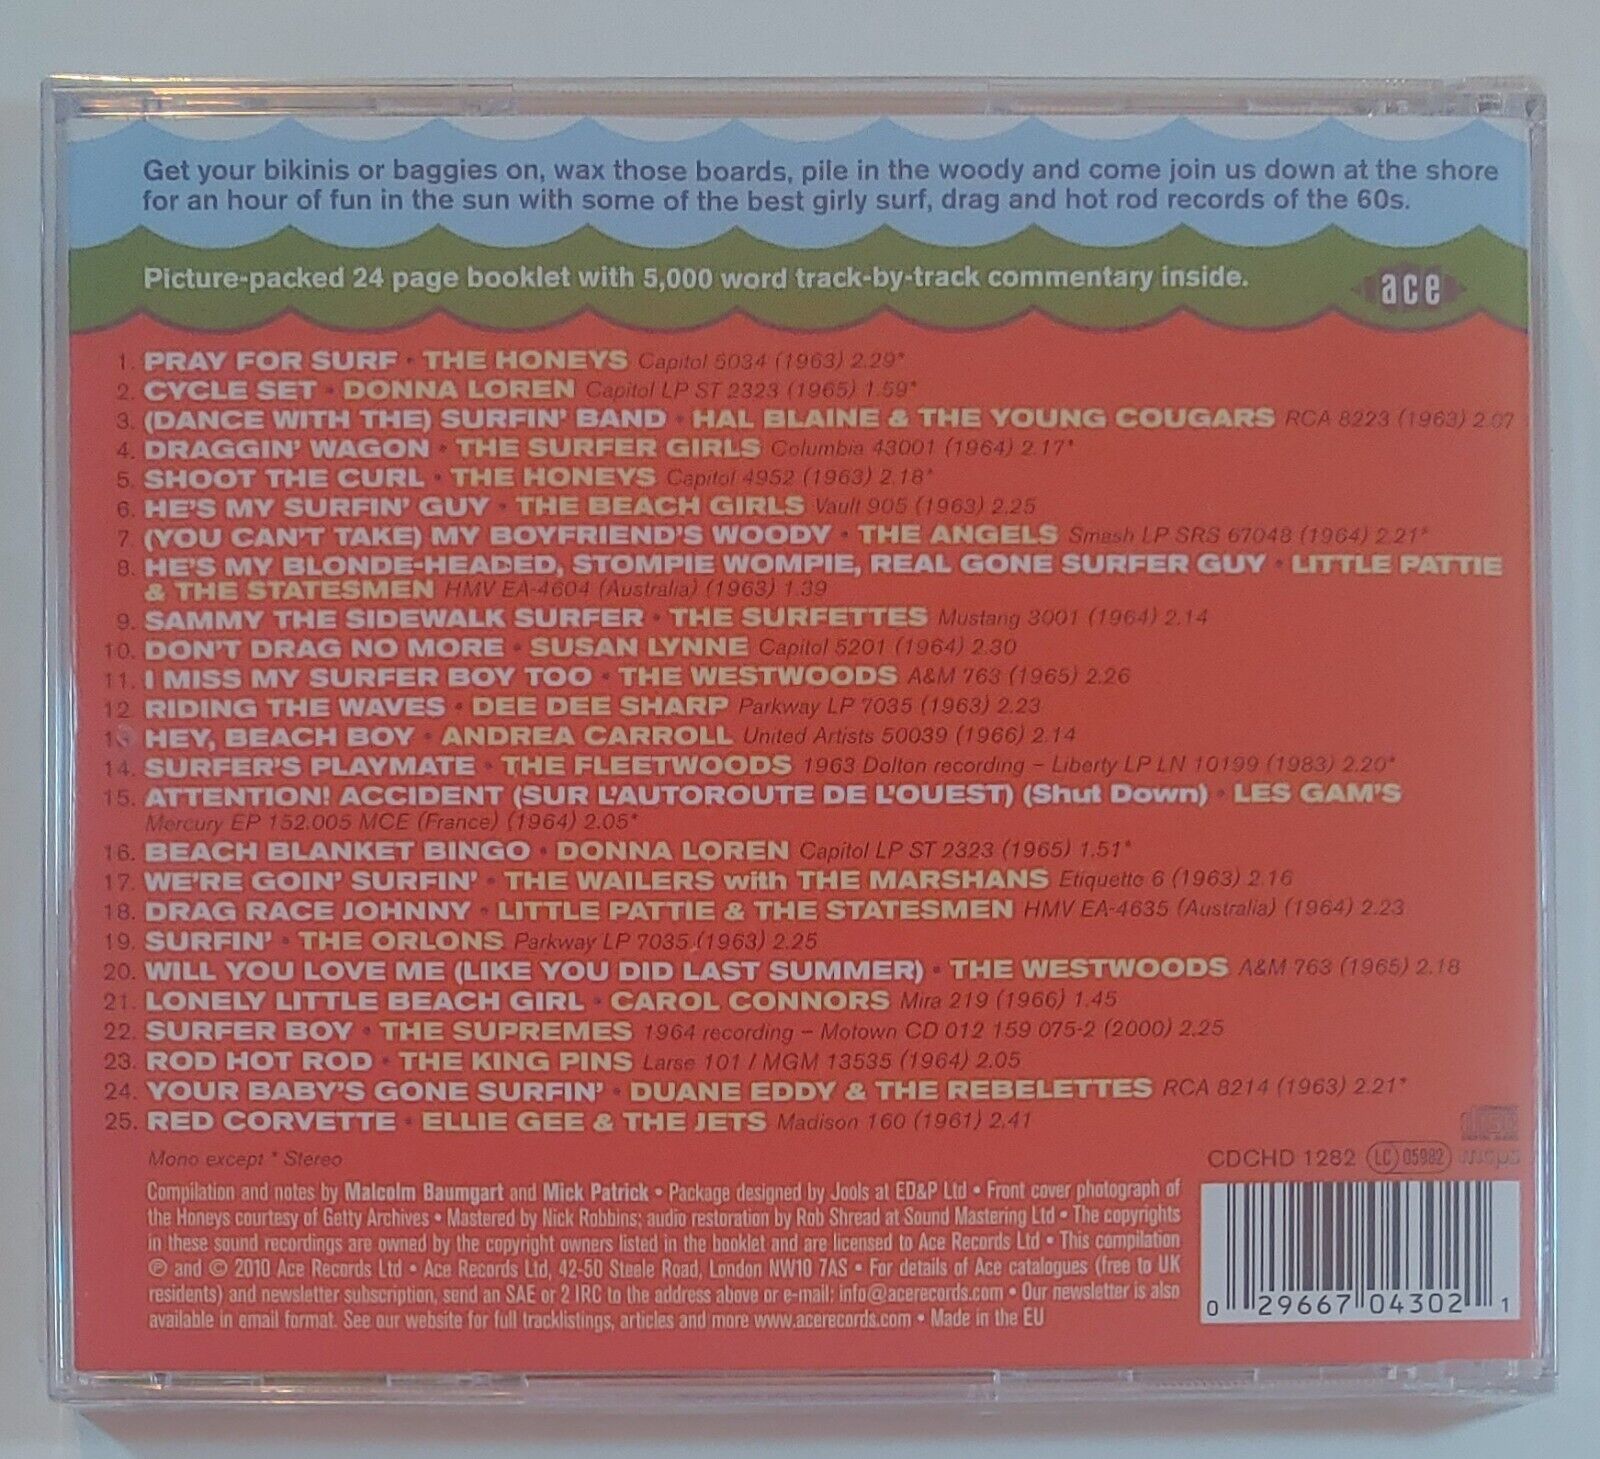 Get your bikinis or baggies on, wax those boards, pile in the woody and come join us down at the shore
for an hour of fun in the sun with some of the best girly surf, drag and hot rod records of the 60s.
Picture-packed 24 page booklet with 5,000 word track-by-track commentary inside.
ace
1. PRAY FOR SURF • THE HONEYS Capitol 5034 (1963) 2.29*
2. CYCLE SET • DONNA LOREN Capitol LP ST 2323 (1965) 1.59*
3. (DANCE WITH THE) SURFIN' BAND • HAL BLAINE & THE YOUNG COUGARS RCA 8223 (1963) 2.07
4. DRAGGIN' WAGON • THE SURFER GIRLS Columbia 43001 (1964) 2.17*
5. SHOOT THE CURL • THE HONEYS Capitol 4952 (1963) 2.18*
6. HE'S MY SURFIN' GUY • THE BEACH GIRLS Vault 905 (1963) 2.25
7. (YOU CAN'T TAKE) MY BOYFRIEND'S WOODY • THE ANGELS Smash LP SRS 67048 (1964) 2.21*
8. HE'S MY BLONDE-HEADED, STOMPIE WOMPIE, REAL GONE SURFER GUY • LITTLE PATTIE
& THE STATESMEN HMV EA-4604 (Australia) (1963) 1.39
9. SAMMY THE SIDEWALK SURFER • THE SURFETTES Mustang 3001 (1964) 2.14
10. DON'T DRAG NO MORE • SUSAN LYNNE Capitol 5201 (1964) 2.30
11. I MISS MY SURFER BOY TOO • THE WESTWOODS A&M 763 (1965) 2.26
12. RIDING THE WAVES • DEE DEE SHARP Parkway LP 7035 (1963) 2.23
13. HEY, BEACH BOY • ANDREA CARROLL United Artists 50039 (1966) 2.14
14. SURFER'S PLAYMATE • THE FLEETWOODS 1963 Dolton recording – Liberty LP LN 10199 (1983) 2.20*
15. ATTENTION! ACCIDENT (SUR L'AUTOROUTE DE L'OUEST) (Shut Down) • LES GAM'S
Mercury EP 152.005 MCE (France) (1964) 2.05*
16. BEACH BLANKET BINGO • DONNA LOREN Capitol LP ST 2323 (1965) 1.51*
17. WE'RE GOIN' SURFIN' • THE WAILERS with THE MARSHANS Etiquette 6 (1963) 2.16
18. DRAG RACE JOHNNY • LITTLE PATTIE & THE STATESMEN HMV EA-4635 (Australia) (1964) 2.23
19. SURFIN' • THE ORLONS Parkway LP 7035 (1963) 2.25
20. WILL YOU LOVE ME (LIKE YOU DID LAST SUMMER) • THE WESTWOODS A&M 763 (1965) 2.18
21. LONELY LITTLE BEACH GIRL • CAROL CONNORS Mira 219 (1966) 1.45
22. SURFER BOY • THE SUPREMES 1964 recording – Motown CD 012 159 075-2 (2000) 2.25
23. ROD HOT ROD • THE KING PINS Larse 101 / MGM 13535 (1964) 2.05
24. YOUR BABY'S GONE SURFIN' • DUANE EDDY & THE REBELETTES RCA 8214 (1963) 2.21*
25. RED CORVETTE • ELLIE GEE & THE JETS Madison 160 (1961) 2.41
Mono except * Stereo
Compilation and notes by Malcolm Baumgart and Mick Patrick • Package designed by Jools at ED&P Ltd • Front cover photograph of
the Honeys courtesy of Getty Archives • Mastered by Nick Robbins; audio restoration by Rob Shread at Sound Mastering Ltd • The copyrights
in these sound recordings are owned by the copyright owners listed in the booklet and are licensed to Ace Records Ltd • This compilation
℗ and © 2010 Ace Records Ltd • Ace Records Ltd, 42-50 Steele Road, London NW10 7AS • For details of Ace catalogues (free to UK
residents) and newsletter subscription, send an SAE or 2 IRC to the address above or e-mail: info@acerecords.com • Our newsletter is also
available in email format. See our website for full tracklistings, articles and more www.acerecords.com • Made in the EU
COMPACT disc DIGITAL AUDIO
CDCHD 1282 LC 05982 mcps
0 29667 04302 1